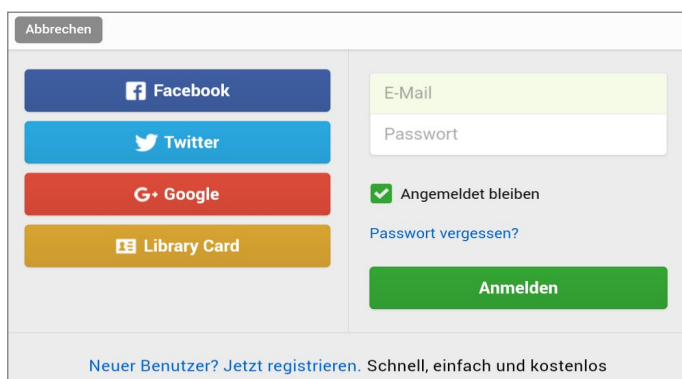 Abbrechen
Facebook
Twitter
G+ Google
Library Card
E-Mail
Passwort
Angemeldet bleiben
Passwort vergessen?
Anmelden
Neuer Benutzer? Jetzt registrieren. Schnell, einfach und kostenlos